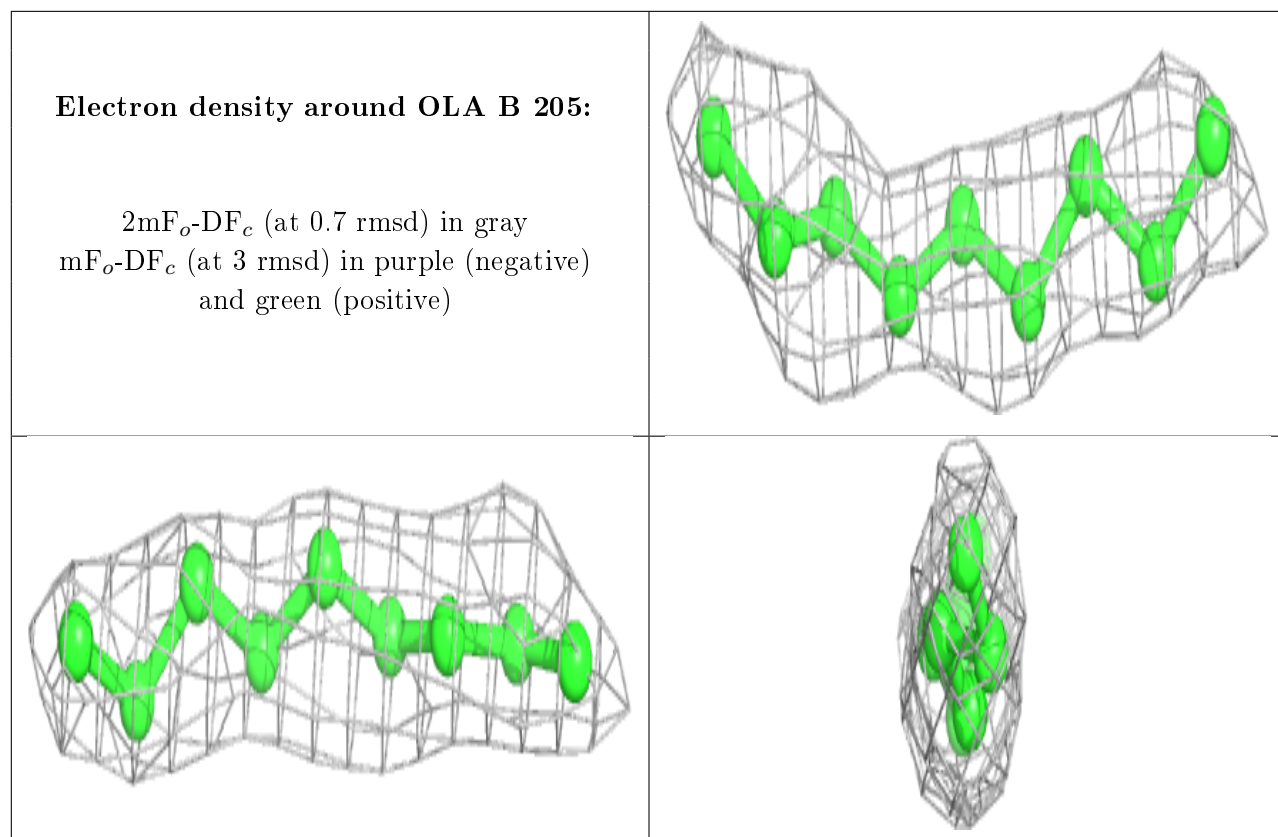 Electron density around OLA B 205:
2mFₒ-DF𝒸 (at 0.7 rmsd) in gray
mFₒ-DF𝒸 (at 3 rmsd) in purple (negative)
and green (positive)